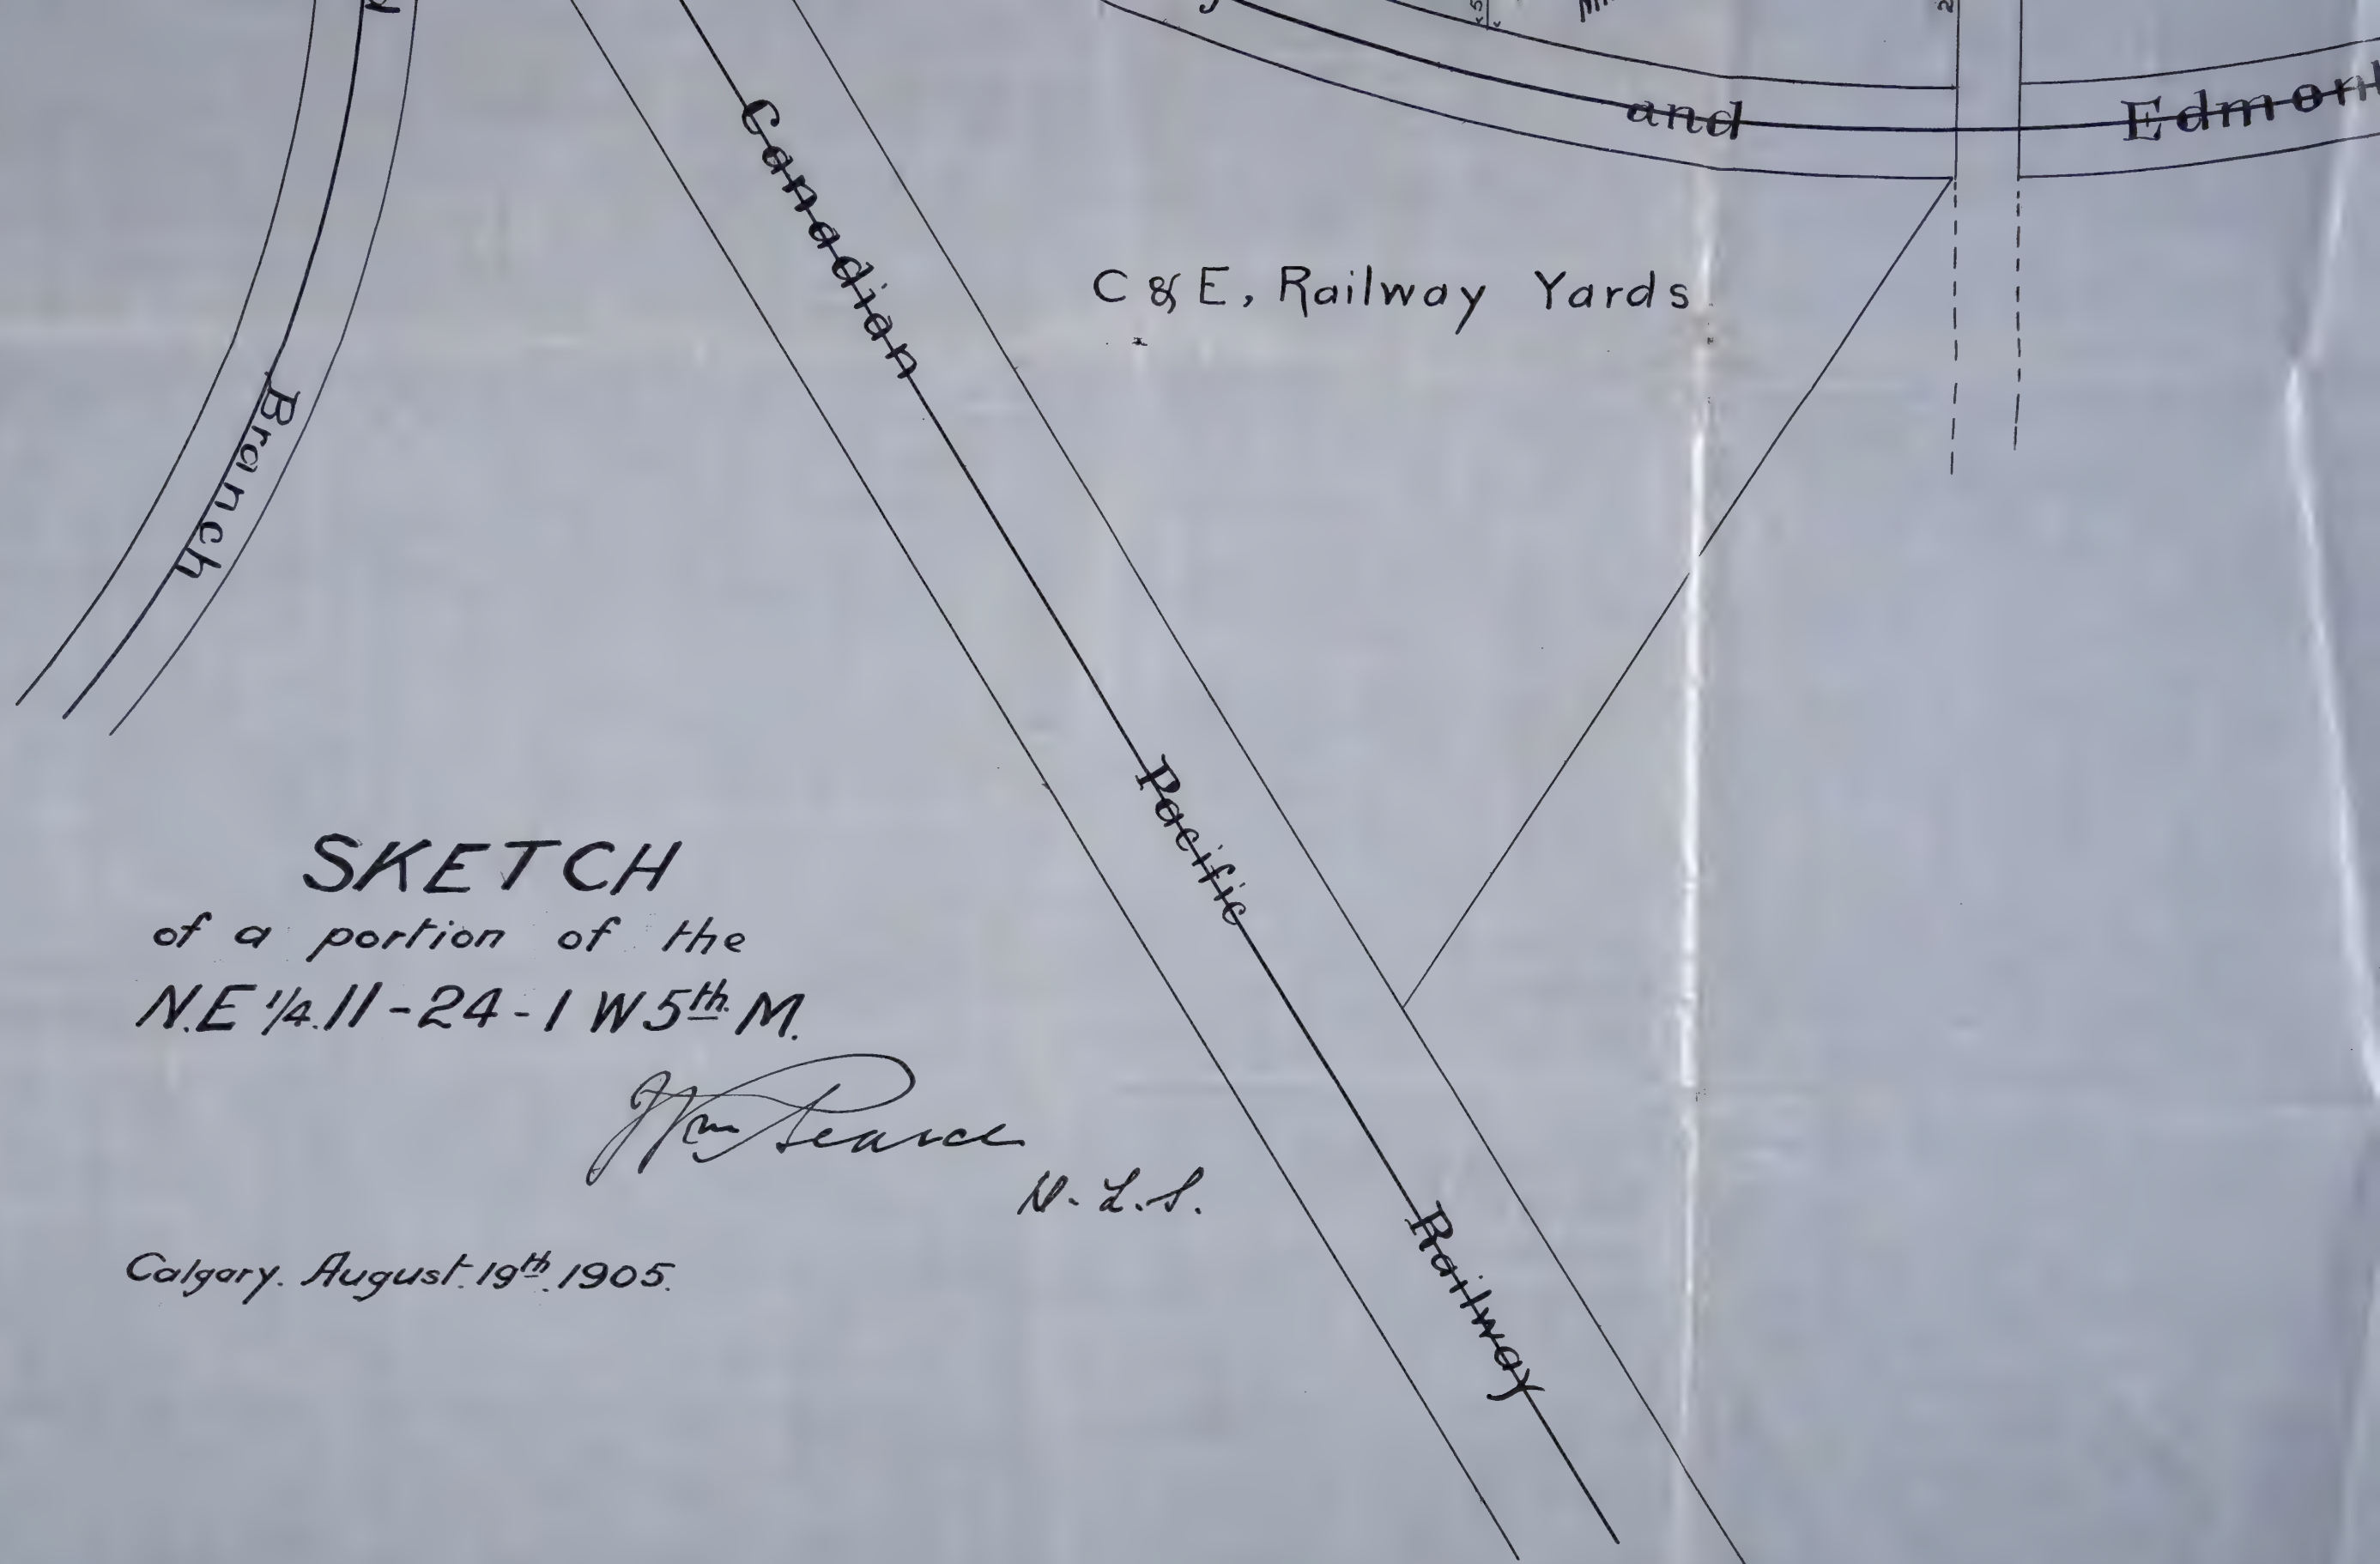 and Edmon
Canadian Pacific Railway
C & E, Railway Yards
Branch
SKETCH
of a portion of the
N.E ¼. 11-24-1 W 5th. M.
Wm Pearce
N. L. S.
Calgary. August. 19th. 1905.